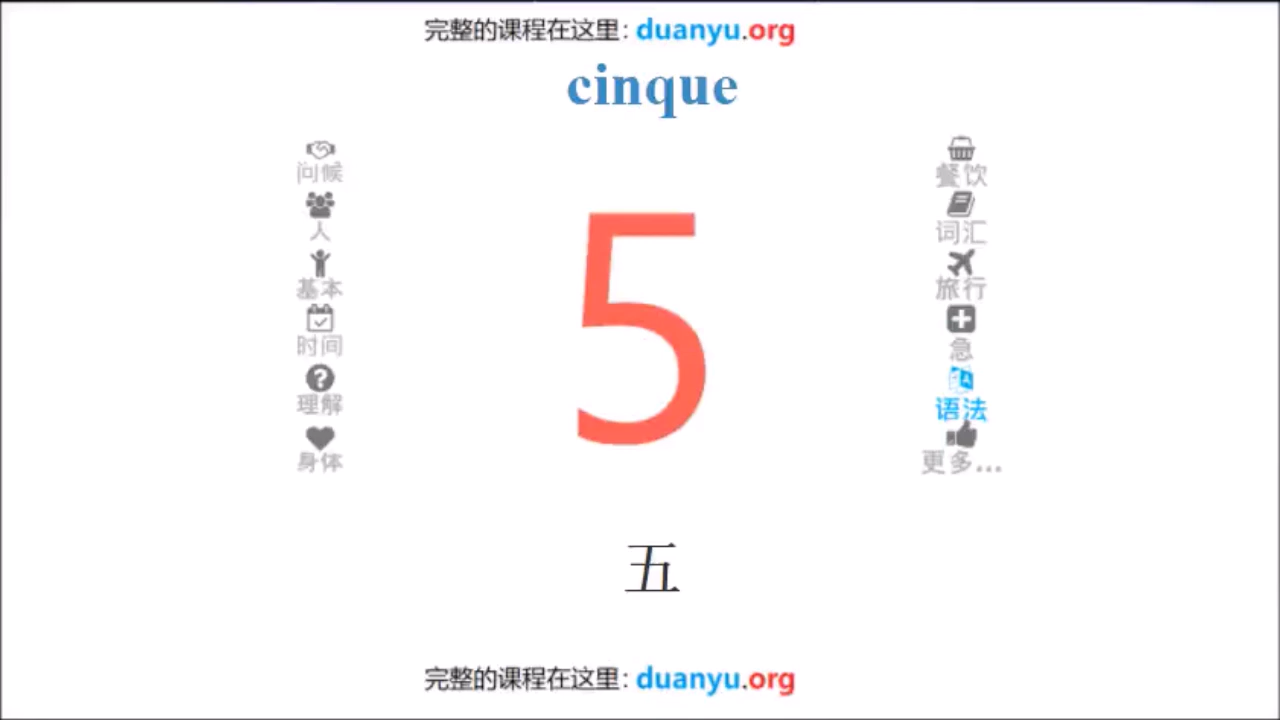 完整的课程在这里: duanyu.org
cinque
问候
人
基本
时间
理解
身体
5
餐饮
词汇
旅行
急
语法
更多...
五
完整的课程在这里: duanyu.org